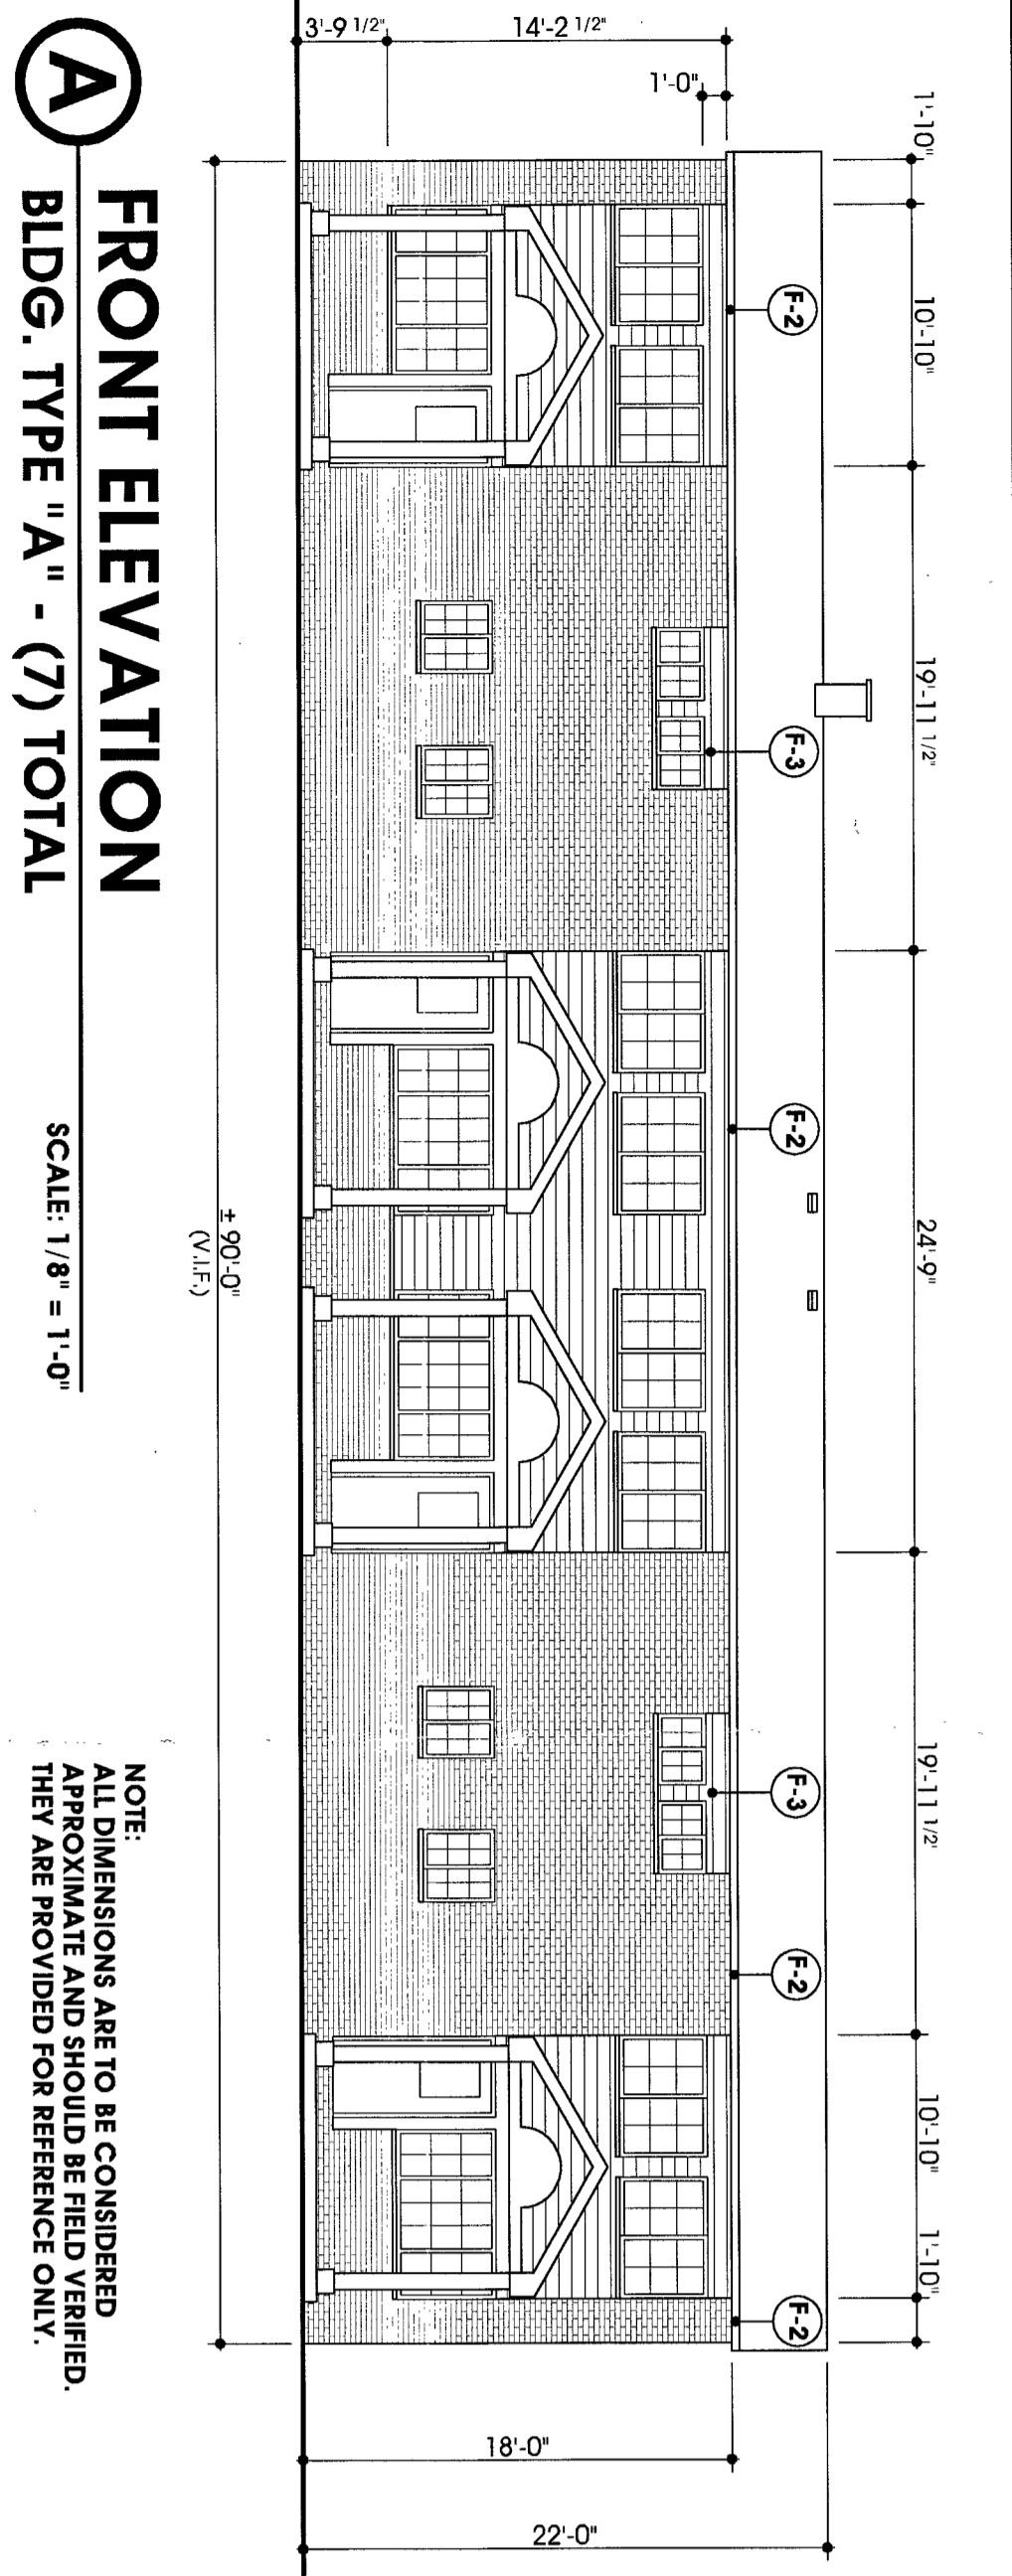 1'-10"
10'-10"
19'-11 1/2"
24'-9"
19'-11 1/2'
10'-10"
1'-10"
F-2
F-3
F-2
F-3
F-2
F-2
1'-0"
14'-2 1/2"
3'-9 1/2"
18'-0"
22'-0"
± 90'-0"
(V.I.F.)
A
FRONT ELEVATION
BLDG. TYPE "A" - (7) TOTAL
SCALE: 1/8" = 1'-0"
NOTE:
ALL DIMENSIONS ARE TO BE CONSIDERED
APPROXIMATE AND SHOULD BE FIELD VERIFIED.
THEY ARE PROVIDED FOR REFERENCE ONLY.